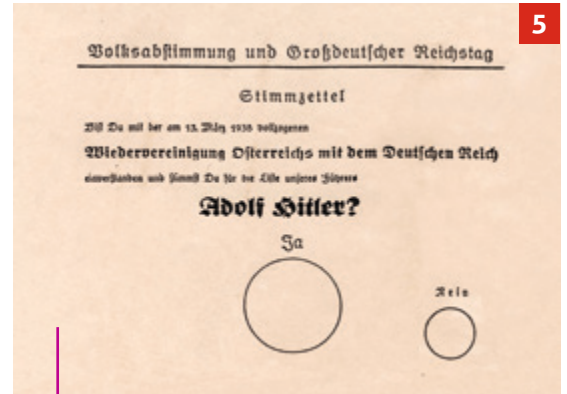 5
Volksabstimmung und Großdeutscher Reichstag
Stimmzettel
Bist Du mit der am 13. März 1938 vollzogenen
Wiedervereinigung Österreichs mit dem Deutschen Reich
einverstanden und stimmst Du für die Liste unseres Führers
Adolf Hitler?
Ja
Nein